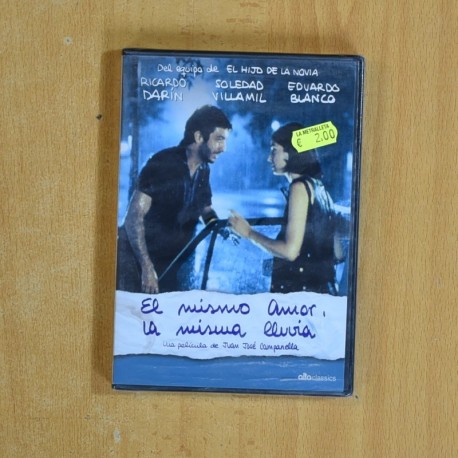 Del equipo de EL HIJO DE LA NOVIA
RICARDO SOLEDAD EDUARDO
DARÍN VILLAMIL BLANCO
LA METRALLETA
€ 2.00
El mismo amor,
la misma lluvia
Una película de Juan José Campanella
altaclassics